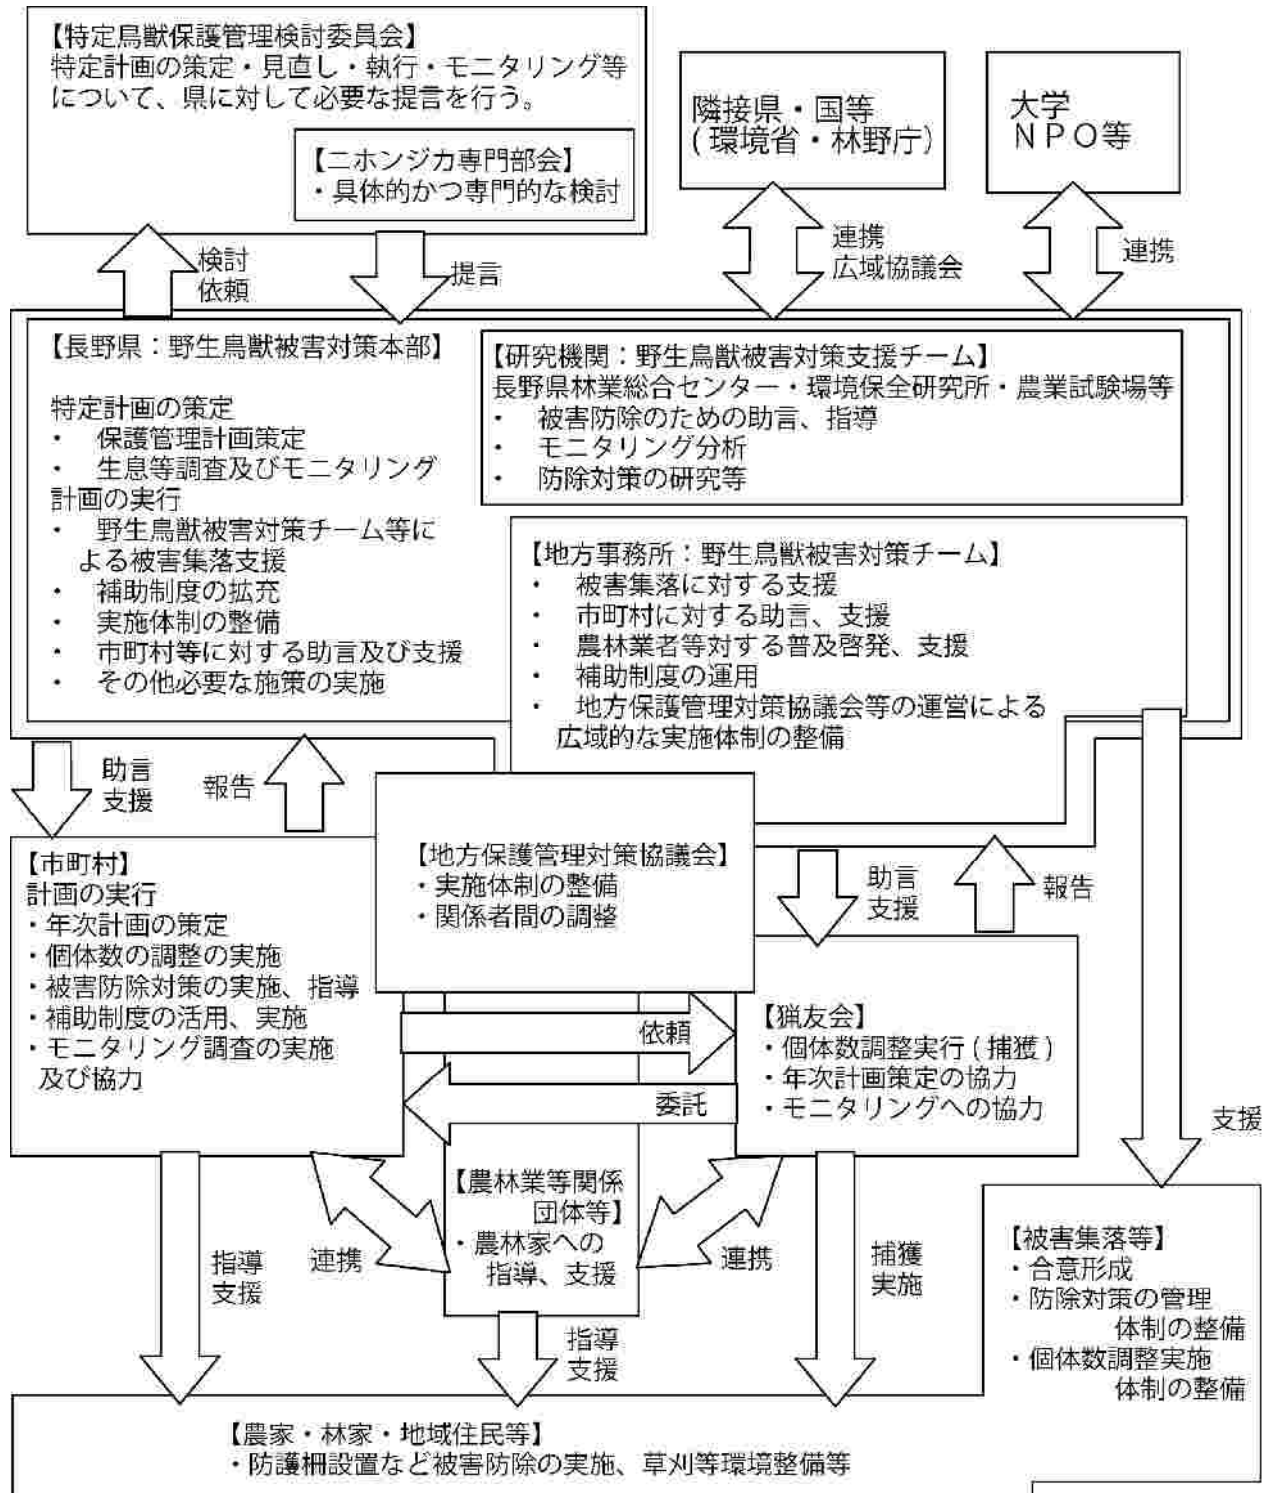 【特定鳥獣保護管理検討委員会】
特定計画の策定・見直し・執行・モニタリング等
について、県に対して必要な提言を行う。
【ニホンジカ専門部会】
・具体的かつ専門的な検討
隣接県・国等
(環境省・林野庁)
大学
NPO等
検討
依頼
提言
連携
広域協議会
連携
【長野県：野生鳥獣被害対策本部】
特定計画の策定
・ 保護管理計画策定
・ 生息等調査及びモニタリング
計画の実行
・ 野生鳥獣被害対策チーム等に
よる被害集落支援
・ 補助制度の拡充
・ 実施体制の整備
・ 市町村等に対する助言及び支援
・ その他必要な施策の実施
【研究機関：野生鳥獣被害対策支援チーム】
長野県林業総合センター・環境保全研究所・農業試験場等
・ 被害防除のための助言、指導
・ モニタリング分析
・ 防除対策の研究等
【地方事務所：野生鳥獣被害対策チーム】
・ 被害集落に対する支援
・ 市町村に対する助言、支援
・ 農林業者等対する普及啓発、支援
・ 補助制度の運用
・ 地方保護管理対策協議会等の運営による
広域的な実施体制の整備
助言
支援
報告
【市町村】
計画の実行
・年次計画の策定
・個体数の調整の実施
・被害防除対策の実施、指導
・補助制度の活用、実施
・モニタリング調査の実施
及び協力
【地方保護管理対策協議会】
・実施体制の整備
・関係者間の調整
助言
支援
報告
依頼
委託
【猟友会】
・個体数調整実行(捕獲)
・年次計画策定の協力
・モニタリングへの協力
支援
【農林業等関係
団体等】
・農林家への
指導、支援
指導
支援
連携
連携
捕獲
実施
指導
支援
【被害集落等】
・合意形成
・防除対策の管理
体制の整備
・個体数調整実施
体制の整備
【農家・林家・地域住民等】
・防護柵設置など被害防除の実施、草刈等環境整備等